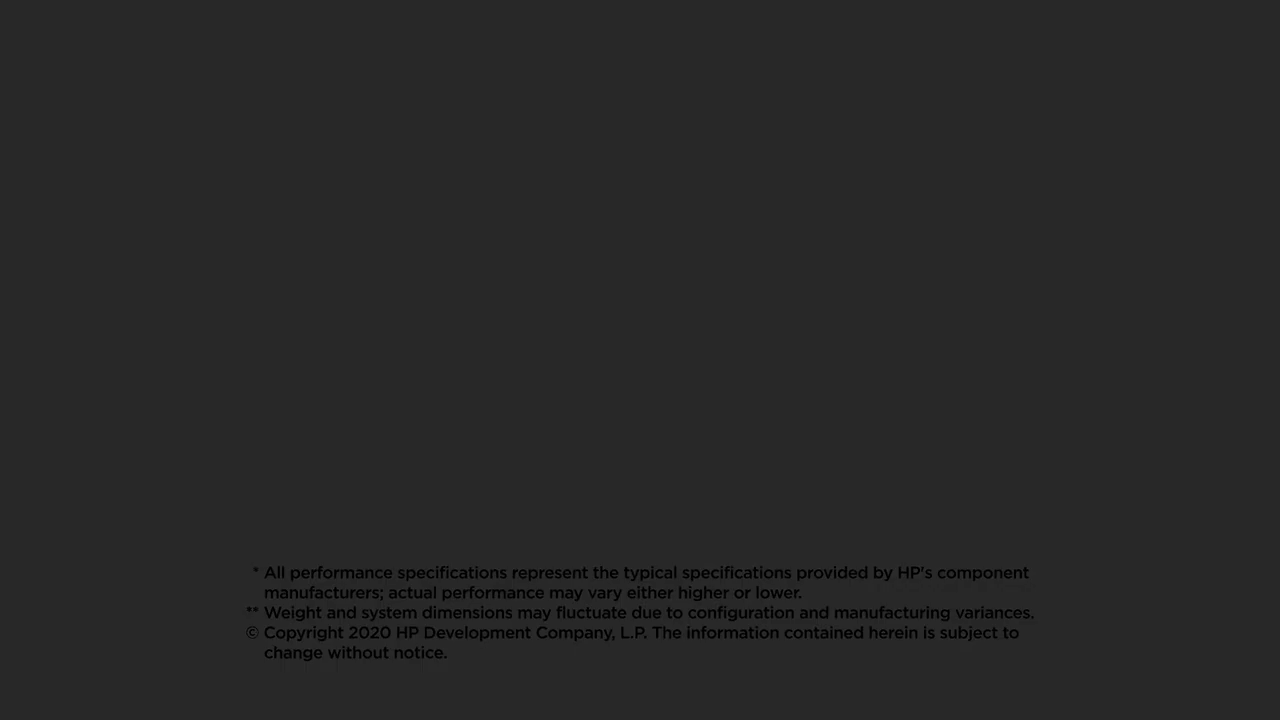 * All performance specifications represent the typical specifications provided by HP's component
manufacturers; actual performance may vary either higher or lower.
** Weight and system dimensions may fluctuate due to configuration and manufacturing variances.
© Copyright 2020 HP Development Company, L.P. The information contained herein is subject to
change without notice.